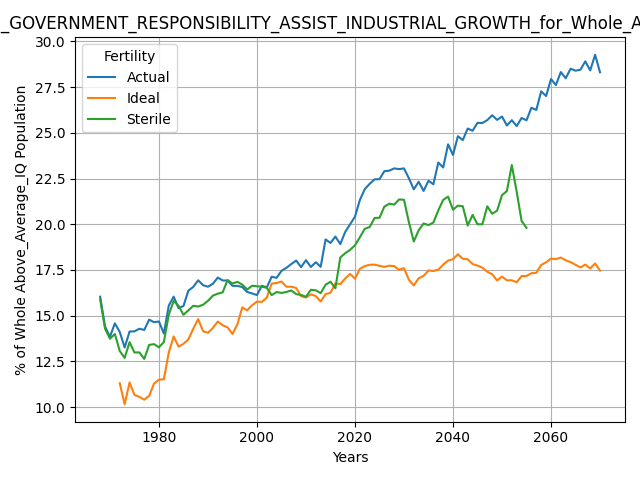 _GOVERNMENT_RESPONSIBILITY_ASSIST_INDUSTRIAL_GROWTH_for_Whole_A
30.0
27.5
25.0
22.5
20.0
17.5
15.0
12.5
10.0
% of Whole Above_Average_IQ Population
Fertility
Actual
Ideal
Sterile
1980
2000
2020
2040
2060
Years